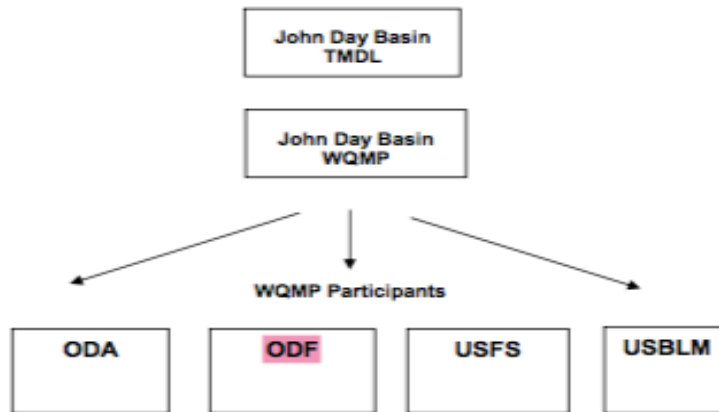 John Day Basin
TMDL
John Day Basin
WQMP
WQMP Participants
ODA ODF USFS USBLM